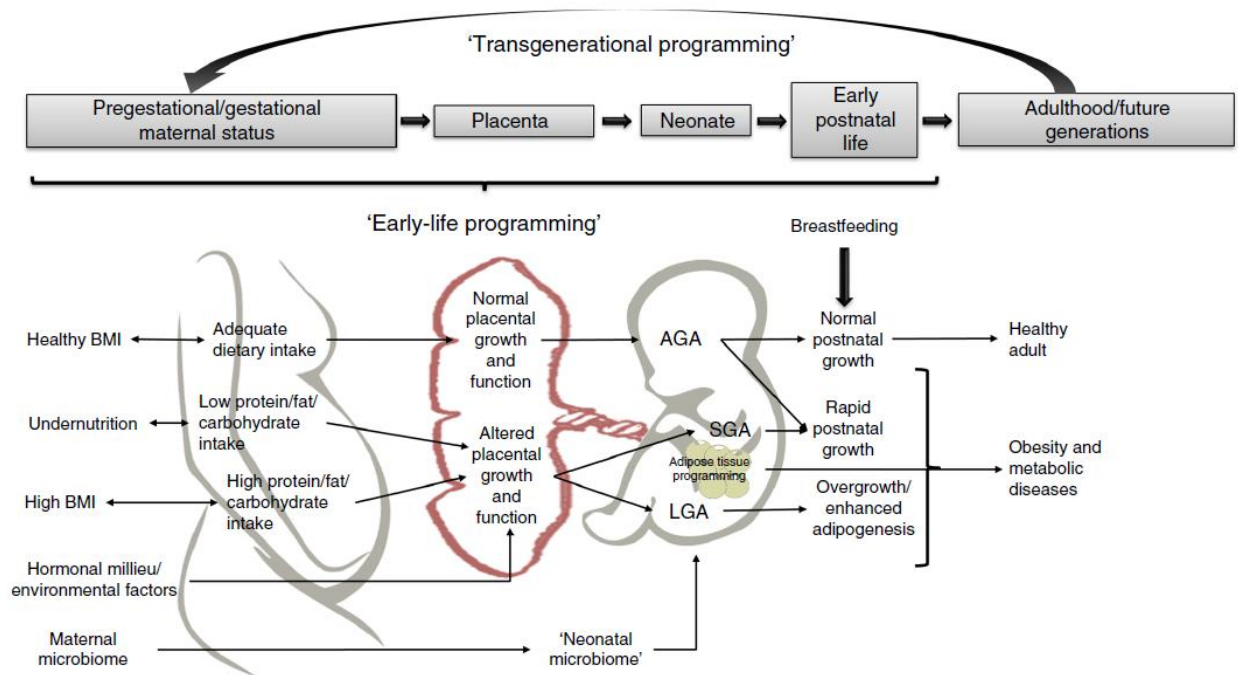 ‘Transgenerational programming’
Pregestational/gestational
maternal status
Placenta
Neonate
Early
postnatal
life
Adulthood/future
generations
‘Early-life programming’
Breastfeeding
Healthy BMI
Adequate
dietary intake
Normal
placental
growth
and
function
AGA
Normal
postnatal
growth
Healthy
adult
Undernutrition
Low protein/fat/
carbohydrate
intake
Altered
placental
growth
and
function
SGA
Rapid
postnatal
growth
Adipose tissue
programming
Obesity and
metabolic
diseases
High BMI
High protein/fat/
carbohydrate
intake
LGA
Overgrowth/
enhanced
adipogenesis
Hormonal millieu/
environmental factors
Maternal
microbiome
‘Neonatal
microbiome’